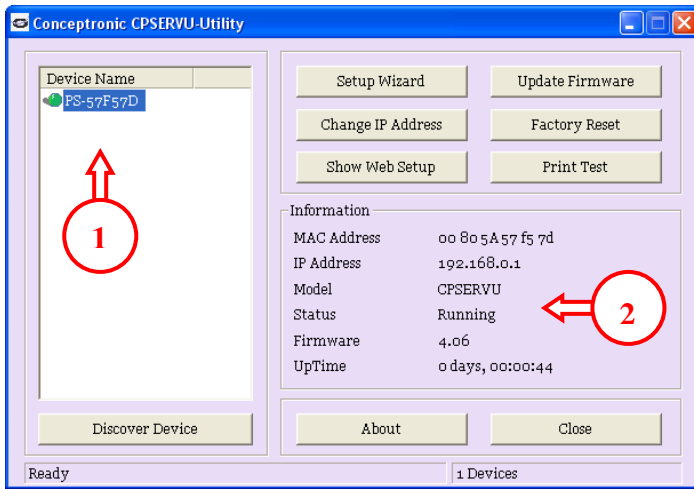 Conceptronic CPSERVU-Utility
Device Name
PS-57F57D
1
Discover Device
Setup Wizard
Update Firmware
Change IP Address
Factory Reset
Show Web Setup
Print Test
Information
MAC Address 00 80 5A 57 f5 7d
IP Address 192.168.0.1
Model CPSERVU
Status Running
Firmware 4.06
UpTime 0 days, 00:00:44
2
About
Close
Ready
1 Devices